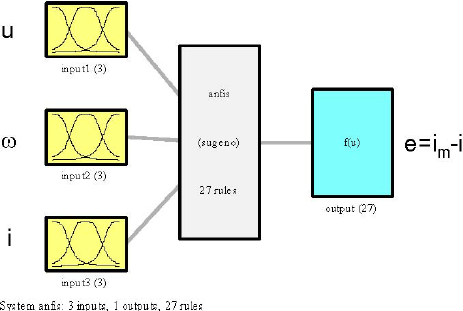 u
input1 (3)
ω
input2 (3)
i
input3 (3)
anfis
(sugeno)
27 rules
f(u)
output (27)
e=iₘ-i
System anfis: 3 inputs, 1 outputs, 27 rules